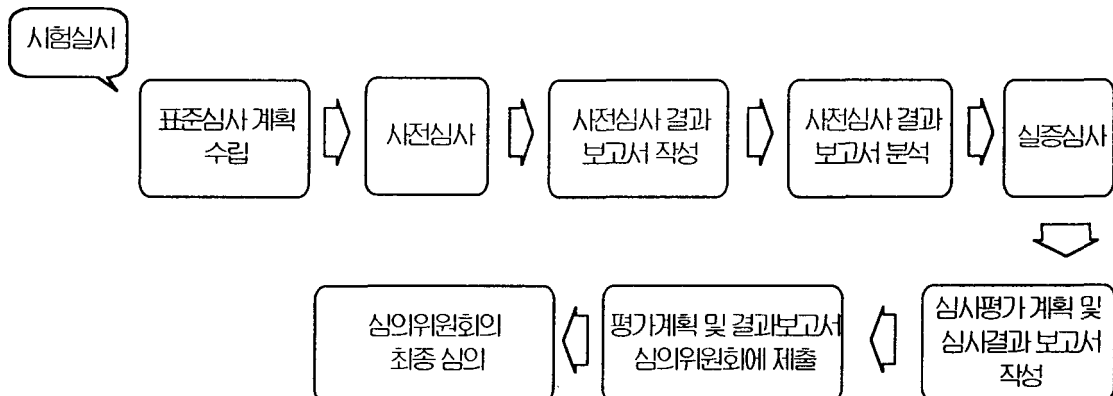 시험실시
표준심사 계획
수립
사전심사
사전심사 결과
보고서 작성
사전심사 결과
보고서 분석
실증심사
심사평가 계획 및
심사결과 보고서
작성
평가계획 및 결과보고서
심의위원회에 제출
심의위원회의
최종 심의